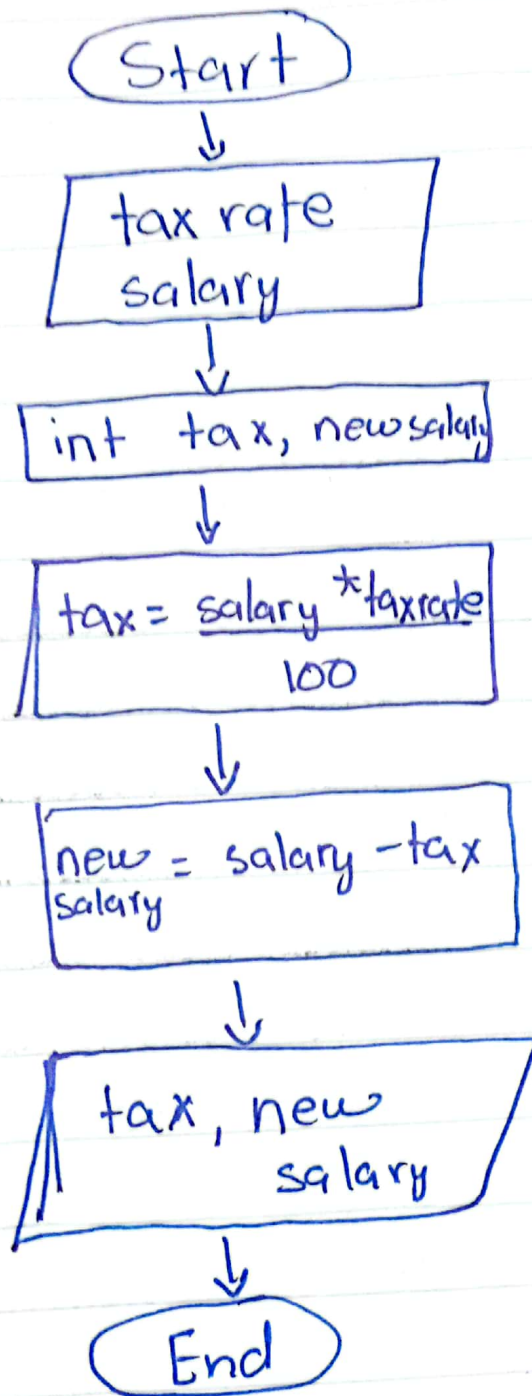 Start
tax rate
salary
int tax, newsalary
tax = salary * taxrate
100
new = salary - tax
salary
tax, new
salary
End